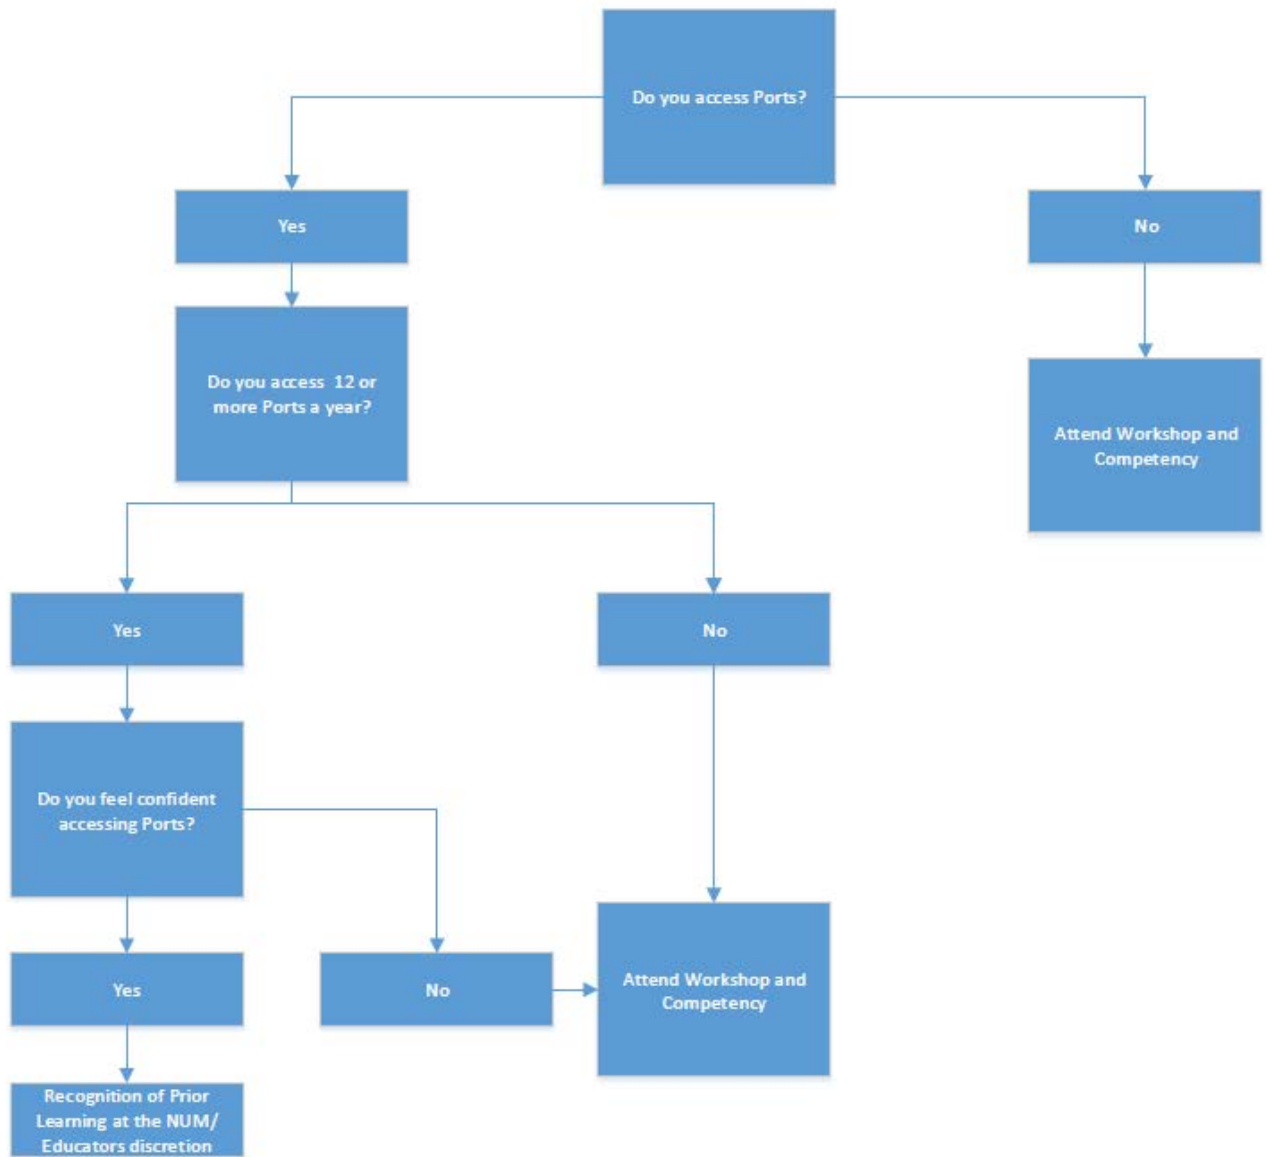 Do you access Ports?
Yes
No
Do you access 12 or
more Ports a year?
Attend Workshop and
Competency
Yes
No
Do you feel confident
accessing Ports?
Yes
No
Attend Workshop and
Competency
Recognition of Prior
Learning at the NUM/
Educators discretion